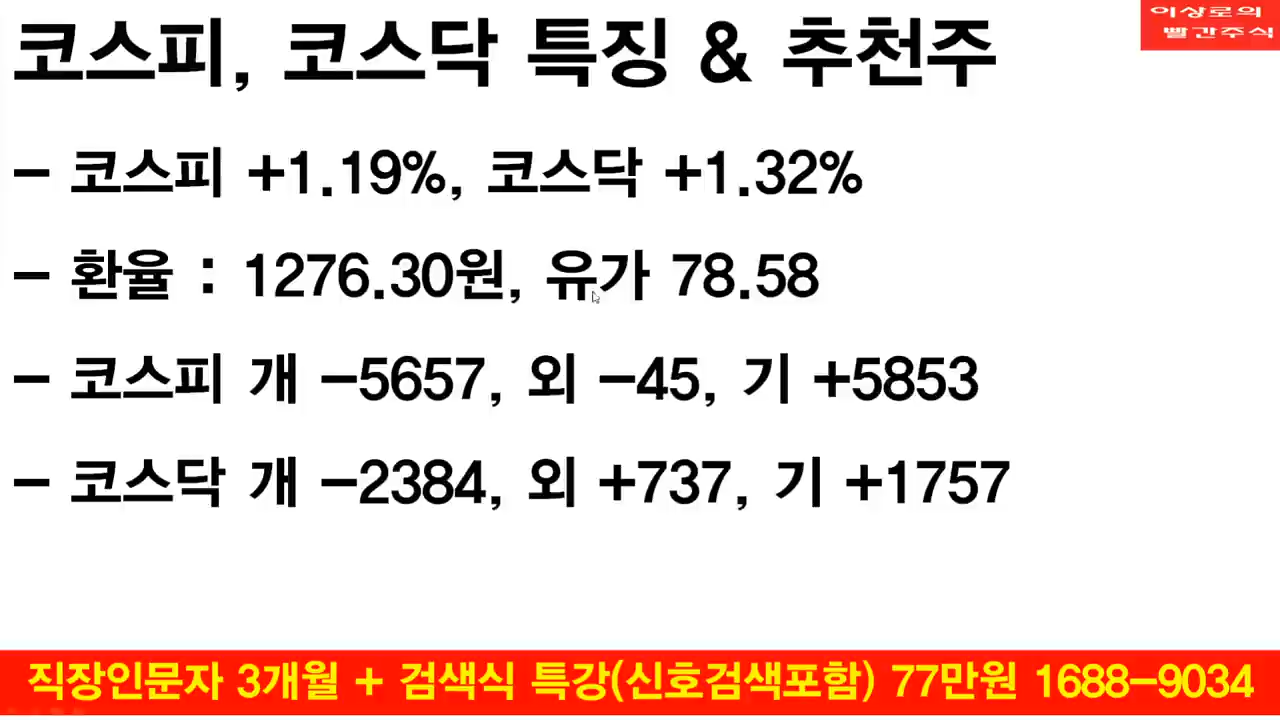 코스피, 코스닥 특징 & 추천주
이상로의
빨간주식
- 코스피 +1.19%, 코스닥 +1.32%
- 환율 : 1276.30원, 유가 78.58
- 코스피 개 -5657, 외 -45, 기 +5853
- 코스닥 개 -2384, 외 +737, 기 +1757
직장인문자 3개월 + 검색식 특강(신호검색포함) 77만원 1688-9034